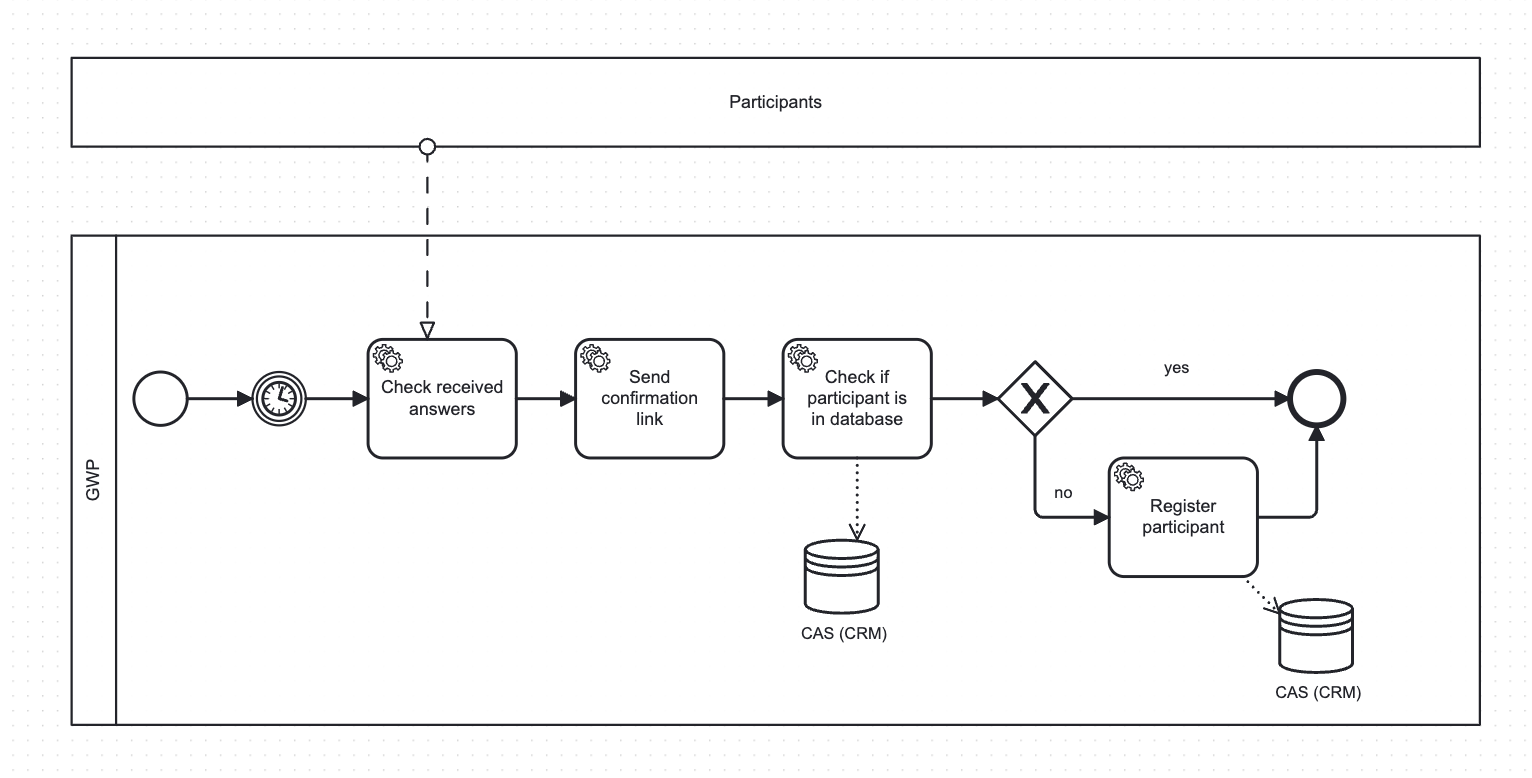 Participants
GWP
Check received
answers
Send
confirmation
link
Check if
participant is
in database
yes
no
Register
participant
CAS (CRM)
CAS (CRM)